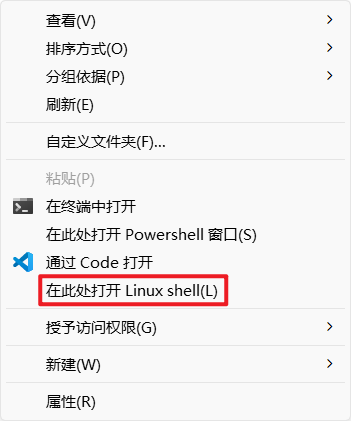 查看(V)
排序方式(O)
分组依据(P)
刷新(E)
自定义文件夹(F)...
粘贴(P)
在终端中打开
在此处打开 Powershell 窗口(S)
通过 Code 打开
在此处打开 Linux shell(L)
授予访问权限(G)
新建(W)
属性(R)